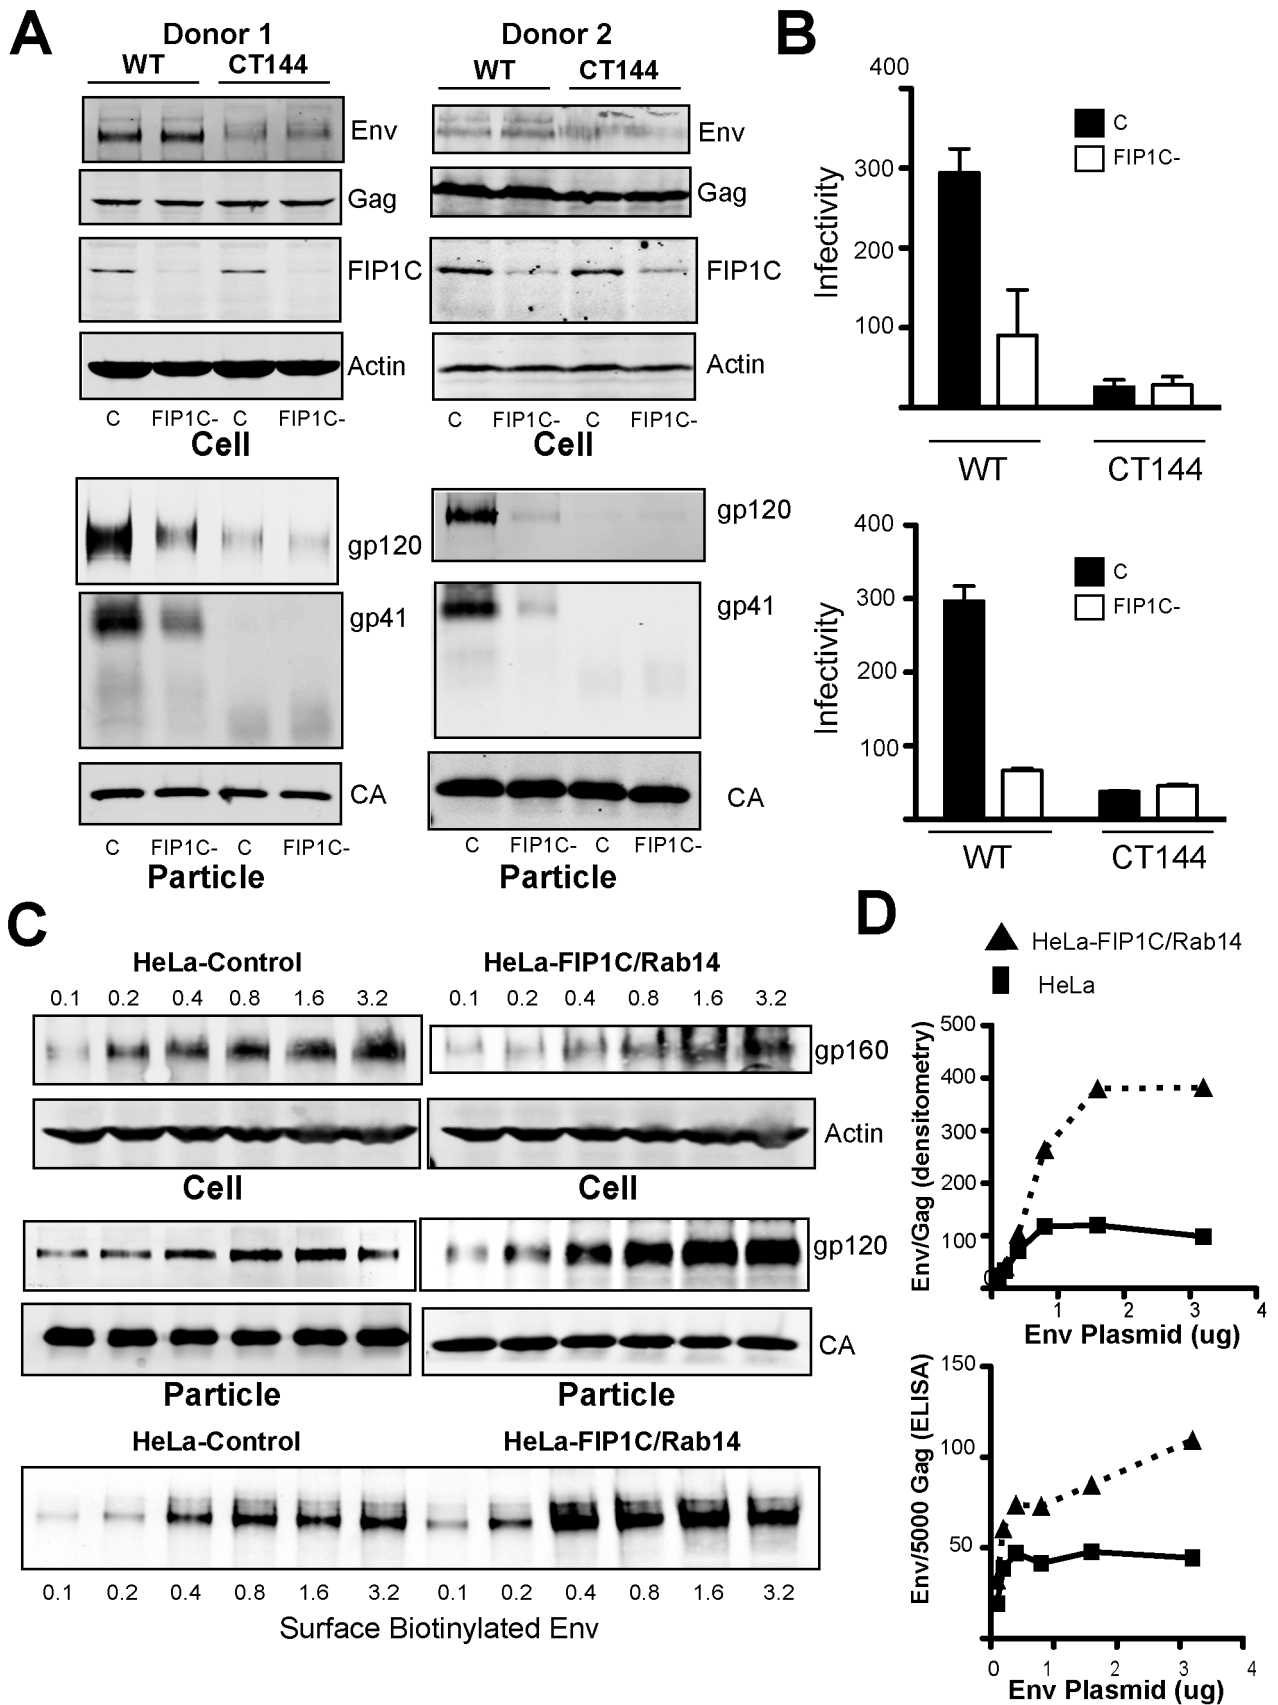 A
Donor 1
Donor 2
WT CT144
WT CT144
Env
Gag
FIP1C
Actin
C FIP1C- C FIP1C-
Cell
Env
Gag
FIP1C
Actin
C FIP1C- C FIP1C-
Cell
gp120
gp41
CA
C FIP1C- C FIP1C-
Particle
gp120
gp41
CA
C FIP1C- C FIP1C-
Particle
B
400
300
200
100
Infectivity
C
FIP1C-
WT CT144
400
300
200
100
Infectivity
C
FIP1C-
WT CT144
C
HeLa-Control HeLa-FIP1C/Rab14
0.1 0.2 0.4 0.8 1.6 3.2 0.1 0.2 0.4 0.8 1.6 3.2
gp160
Actin
Cell Cell
gp120
CA
Particle Particle
HeLa-Control HeLa-FIP1C/Rab14
0.1 0.2 0.4 0.8 1.6 3.2 0.1 0.2 0.4 0.8 1.6 3.2
Surface Biotinylated Env
D
HeLa-FIP1C/Rab14
HeLa
Env/Gag (densitometry)
500
400
300
200
100
0
1 2 3 4
Env Plasmid (ug)
Env/5000 Gag (ELISA)
150
100
50
0 1 2 3 4
Env Plasmid (ug)